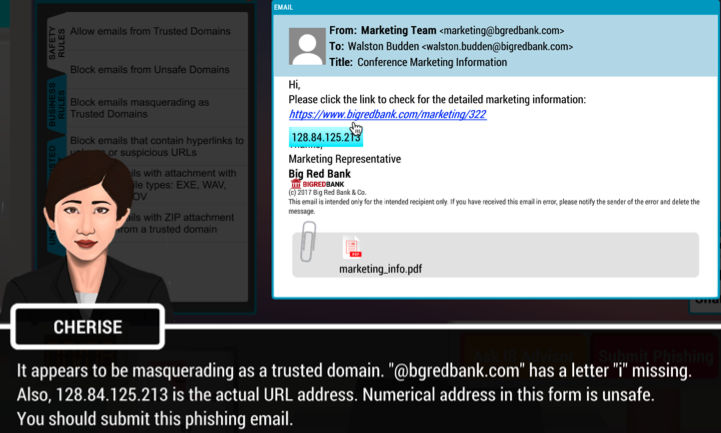 EMAIL
From: Marketing Team <marketing@bgredbank.com>
To: Walston Budden <walston.budden@bigredbank.com>
Title: Conference Marketing Information
Hi,
Please click the link to check for the detailed marketing information:
https://www.bigredbank.com/marketing/322
128.84.125.213
Marketing Representative
Big Red Bank
BIGREDBANK
(c) 2017 Big Red Bank & Co.
This email is intended only for the intended recipient only. If you have received this email in error, please notify the sender of the error and delete the
message.
PDF
marketing_info.pdf
SAFETY
RULES
Allow emails from Trusted Domains
Block emails from Unsafe Domains
BUSINESS
RULES
Block emails masquerading as
Trusted Domains
Block emails that contain hyperlinks to
or suspicious URLs
ils with attachment with
le types: EXE, WAV,
OV
ils with ZIP attachment
om a trusted domain
Submit Phishing
CHERISE
It appears to be masquerading as a trusted domain. "@bgredbank.com" has a letter "i" missing.
Also, 128.84.125.213 is the actual URL address. Numerical address in this form is unsafe.
You should submit this phishing email.